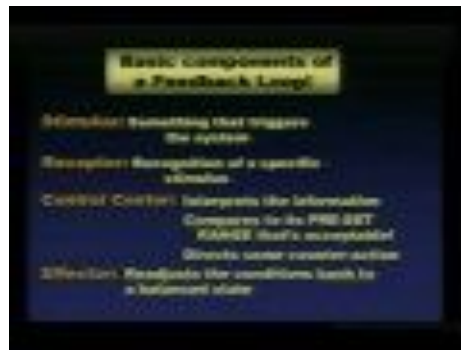 Basic components of
a Feedback Loop!
Stimulus: Something that triggers
the system
Receptor: Recognition of a specific
stimulus
Control Center: Interprets the information
Compares to its PRE-SET
RANGE that's acceptable!
Directs some counter-action
Effector: Readjusts the conditions back to
a balanced state